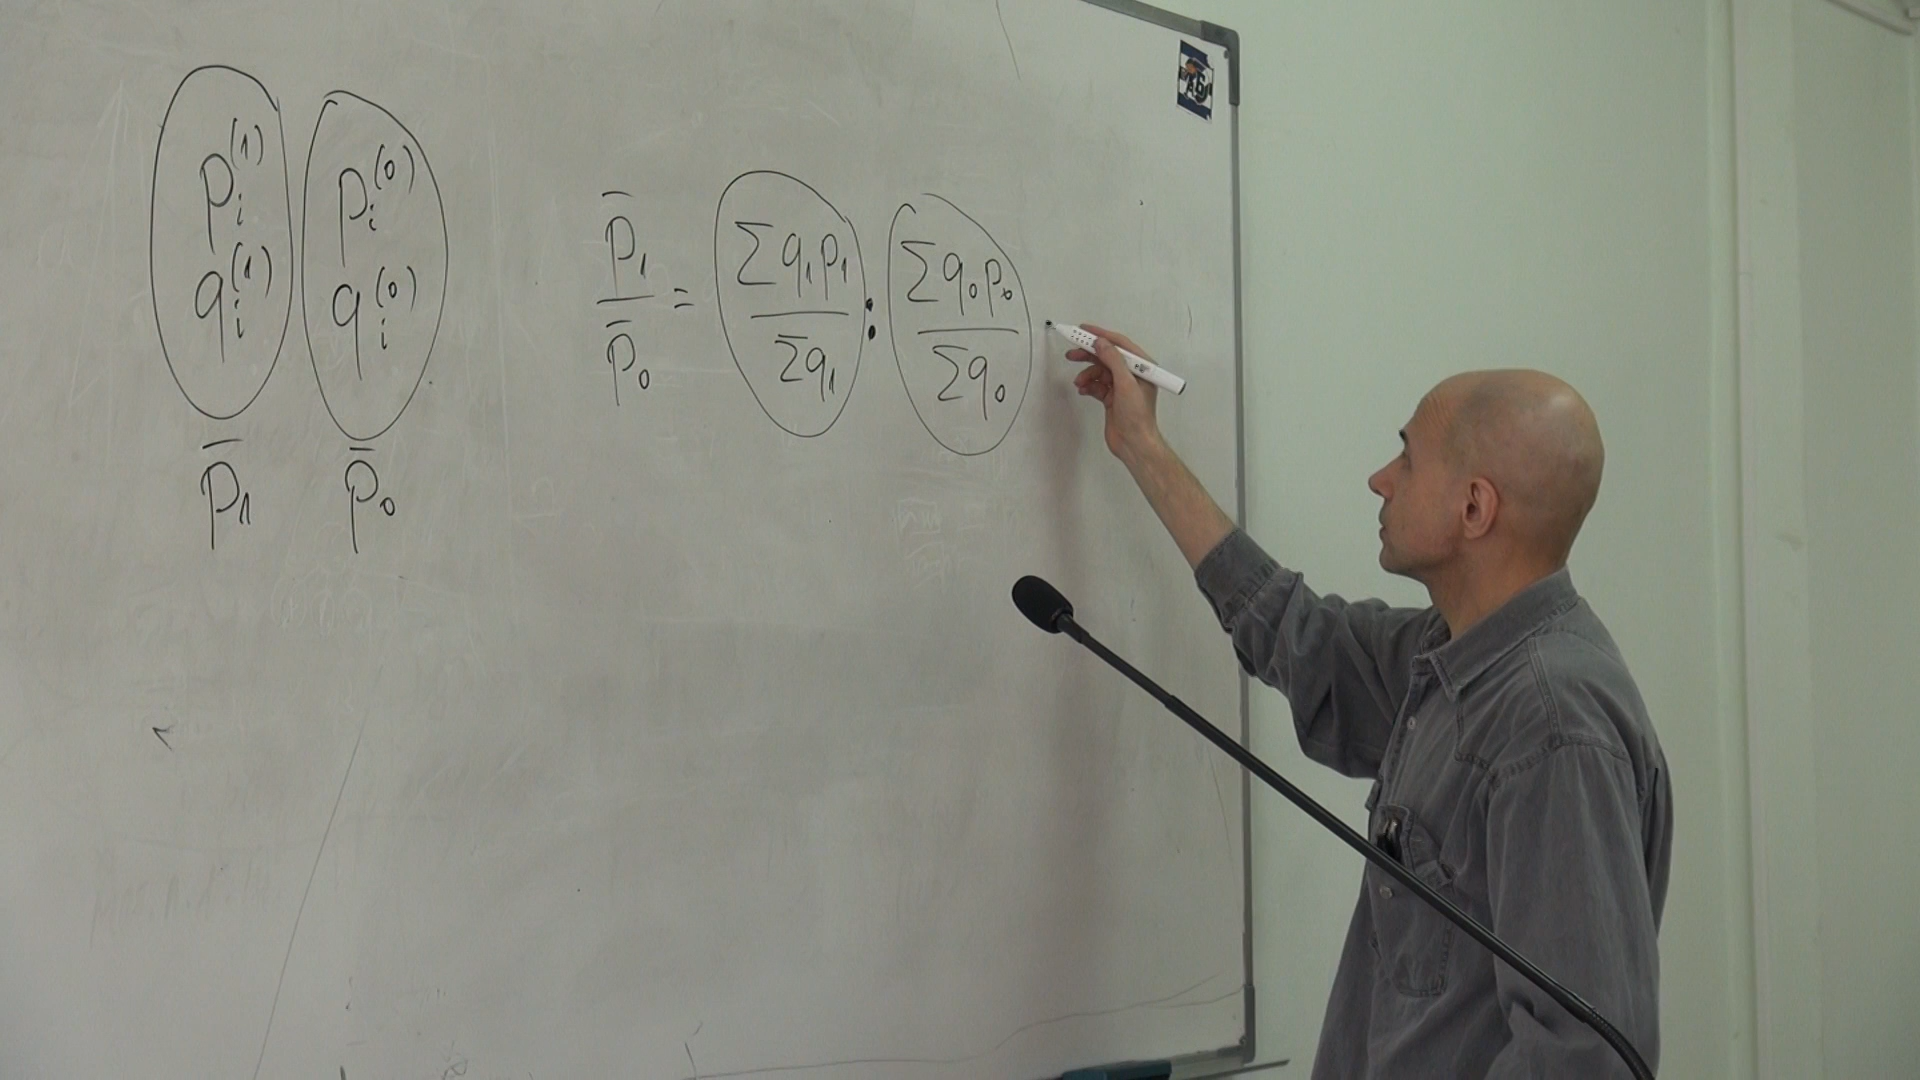 p_i^(1) p_i^(0)
q_i^(1) q_i^(0)
p̄_1 p̄_0
p̄_1/p̄_0 = Σq_1p_1/Σq_1 : Σq_0p_0/Σq_0